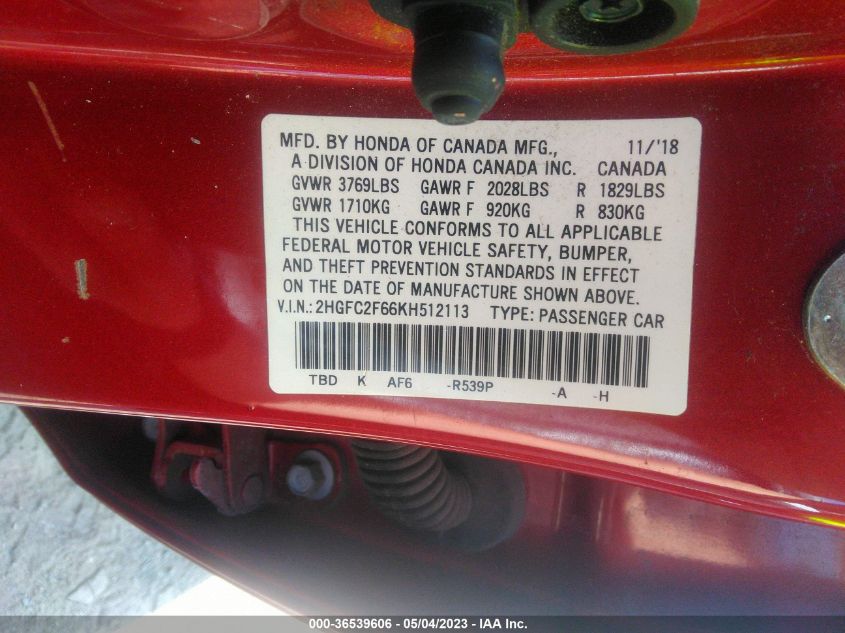 MFD. BY HONDA OF CANADA MFG., 11/'18
A DIVISION OF HONDA CANADA INC. CANADA
GVWR 3769LBS GAWR F 2028LBS R 1829LBS
GVWR 1710KG GAWR F 920KG R 830KG
THIS VEHICLE CONFORMS TO ALL APPLICABLE
FEDERAL MOTOR VEHICLE SAFETY, BUMPER,
AND THEFT PREVENTION STANDARDS IN EFFECT
ON THE DATE OF MANUFACTURE SHOWN ABOVE.
V.I.N.: 2HGFC2F66KH512113 TYPE: PASSENGER CAR
TBD K AF6 -R539P -A -H
000-36539606 - 05/04/2023 - IAA Inc.